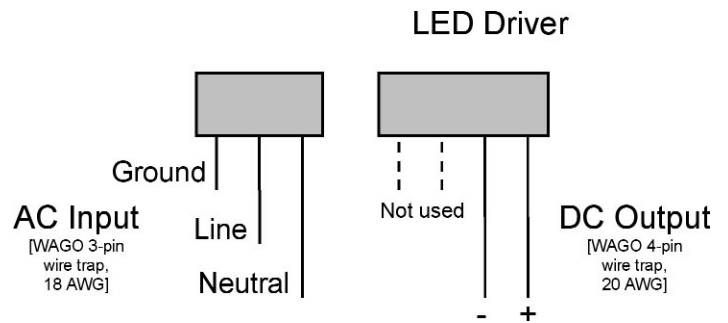 LED Driver
Ground
AC Input
[WAGO 3-pin
wire trap,
18 AWG]
Line
Neutral
Not used
DC Output
[WAGO 4-pin
wire trap,
20 AWG]
- +